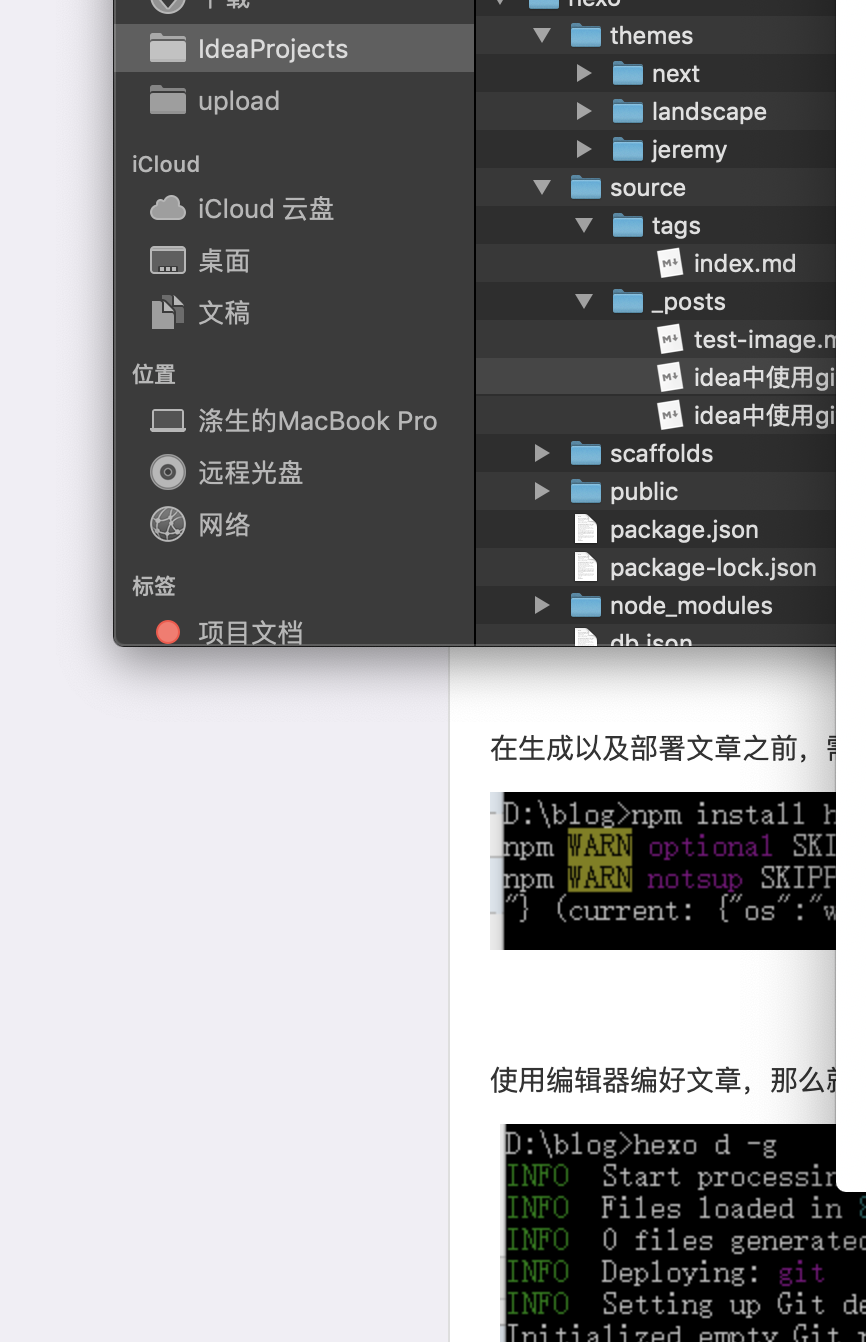 下载
IdeaProjects
upload
iCloud
iCloud 云盘
桌面
文稿
位置
涤生的MacBook Pro
远程光盘
网络
标签
项目文档
hexo
themes
next
landscape
jeremy
source
tags
index.md
_posts
test-image.m
idea中使用gi
idea中使用gi
scaffolds
public
package.json
package-lock.json
node_modules
db.json
在生成以及部署文章之前，需
D:\blog>npm install h
npm WARN optional SKI
npm WARN notsup SKIPP
"} (current: {"os":"w
使用编辑器编好文章，那么就
D:\blog>hexo d -g
INFO Start processin
INFO Files loaded in 8
INFO 0 files generated
INFO Deploying: git
INFO Setting up Git de
Initialized empty Git